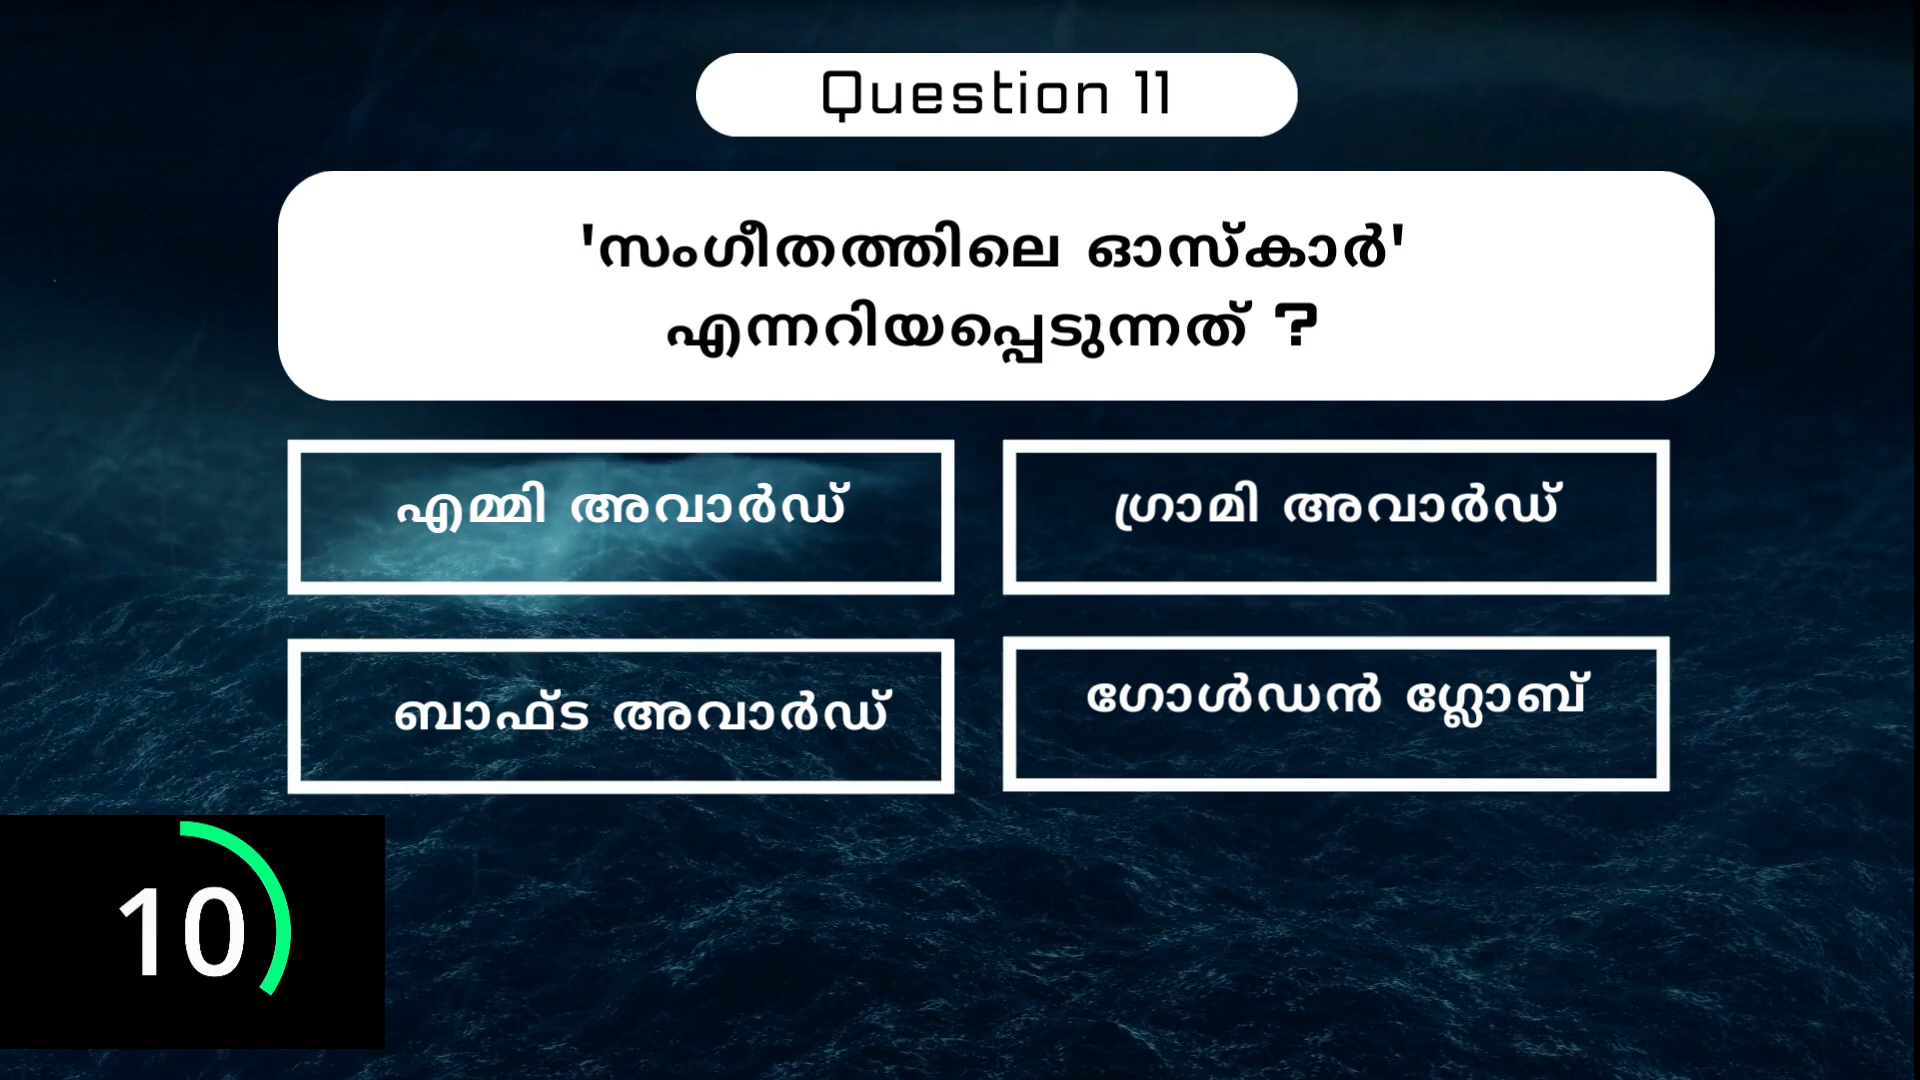 Question 11
'സംഗീതത്തിലെ ഓസ്കാർ'
എന്നറിയപ്പെടുന്നത് ?
എമ്മി അവാർഡ്
ഗ്രാമി അവാർഡ്
ബാഫ്ട അവാർഡ്
ഗോൾഡൻ ഗ്ലോബ്
10